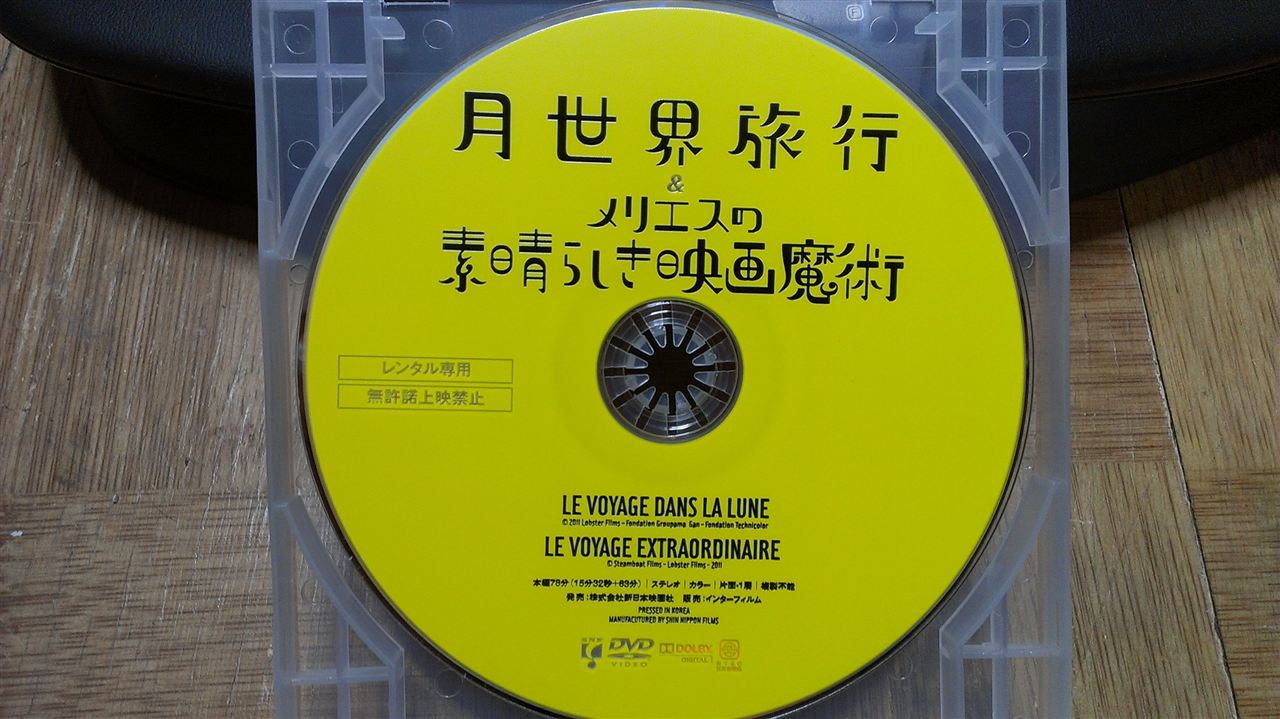 月世界旅行
&
メリエスの
素晴らしき映画魔術
レンタル専用
無許諾上映禁止
LE VOYAGE DANS LA LUNE
© 2011 Lobster Films - Fondation Groupama Gan - Fondation Technicolor
LE VOYAGE EXTRAORDINAIRE
© Steamboat Films - Lobster Films - 2011
本編78分(15分32秒+63分)|ステレオ|カラー|片面・1層|複製不能
発売:株式会社新日本映画社 販売:インターフィルム
PRESSED IN KOREA
MANUFACUTURED BY SHIN NIPPON FILMS
SNF DVD VIDEO DOLBY DIGITAL NTSC